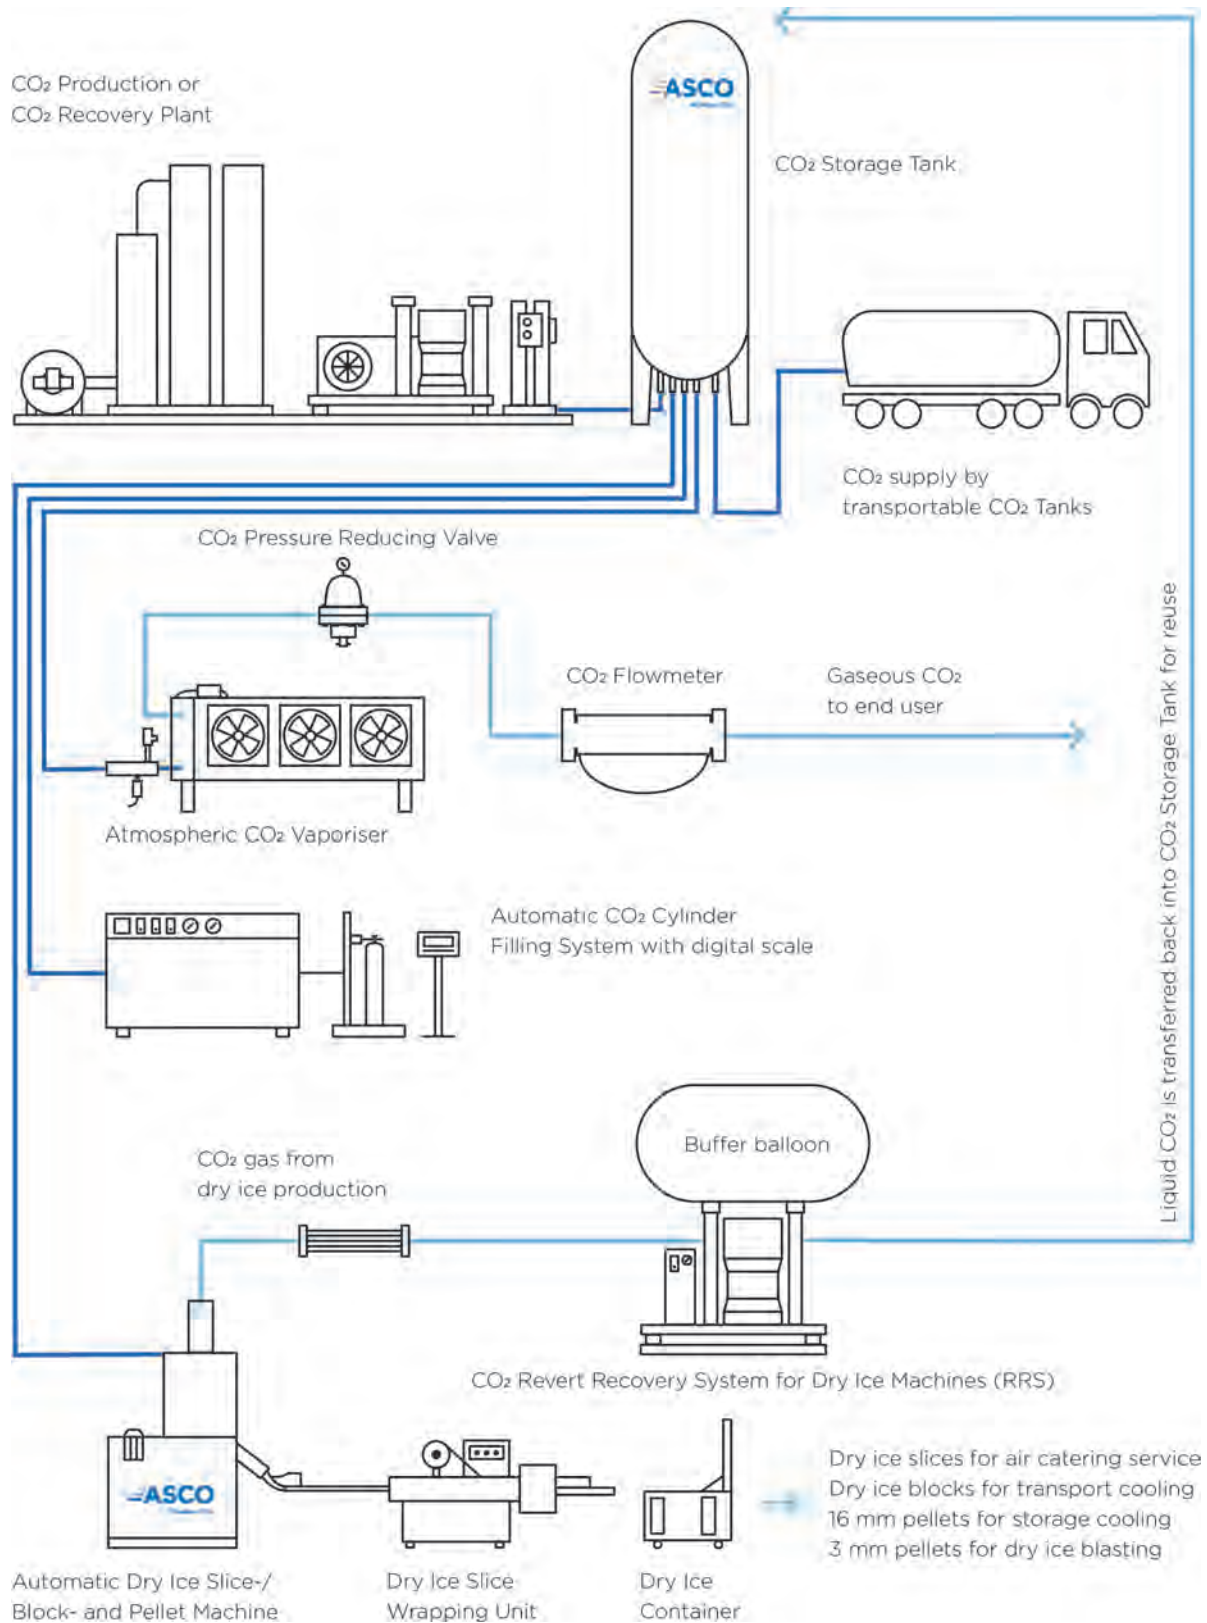 CO₂ Production or
CO₂ Recovery Plant
ASCO
CO₂ Storage Tank
CO₂ supply by
transportable CO₂ Tanks
CO₂ Pressure Reducing Valve
CO₂ Flowmeter
Gaseous CO₂
to end user
Atmospheric CO₂ Vaporiser
Automatic CO₂ Cylinder
Filling System with digital scale
Liquid CO₂ is transferred back into CO₂ Storage Tank for reuse
Buffer balloon
CO₂ gas from
dry ice production
CO₂ Revert Recovery System for Dry Ice Machines (RRS)
ASCO
Dry ice slices for air catering service
Dry ice blocks for transport cooling
16 mm pellets for storage cooling
3 mm pellets for dry ice blasting
Automatic Dry Ice Slice-/
Block- and Pellet Machine
Dry Ice Slice
Wrapping Unit
Dry Ice
Container